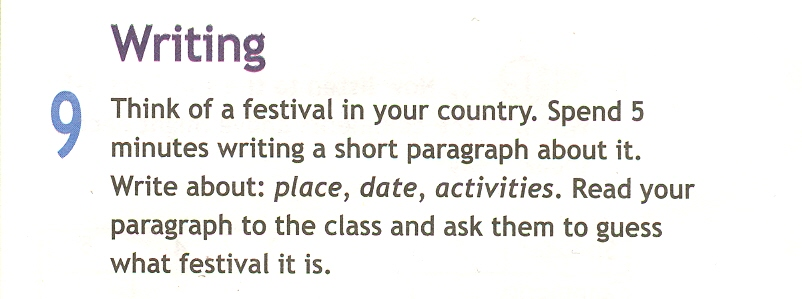 Writing
9
Think of a festival in your country. Spend 5
minutes writing a short paragraph about it.
Write about: place, date, activities. Read your
paragraph to the class and ask them to guess
what festival it is.